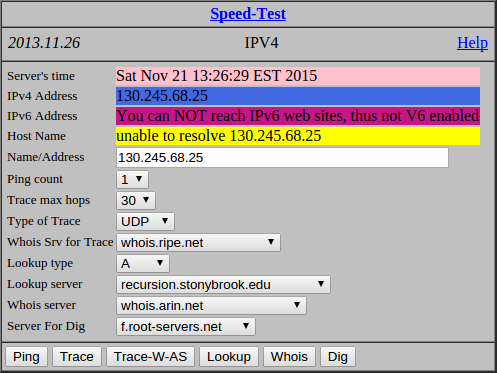 Speed-Test
2013.11.26 IPV4 Help
Server's time Sat Nov 21 13:26:29 EST 2015
IPv4 Address 130.245.68.25
IPv6 Address You can NOT reach IPv6 web sites, thus not V6 enabled
Host Name unable to resolve 130.245.68.25
Name/Address 130.245.68.25
Ping count 1
Trace max hops 30
Type of Trace UDP
Whois Srv for Trace whois.ripe.net
Lookup type A
Lookup server recursion.stonybrook.edu
Whois server whois.arin.net
Server For Dig f.root-servers.net
Ping Trace Trace-W-AS Lookup Whois Dig